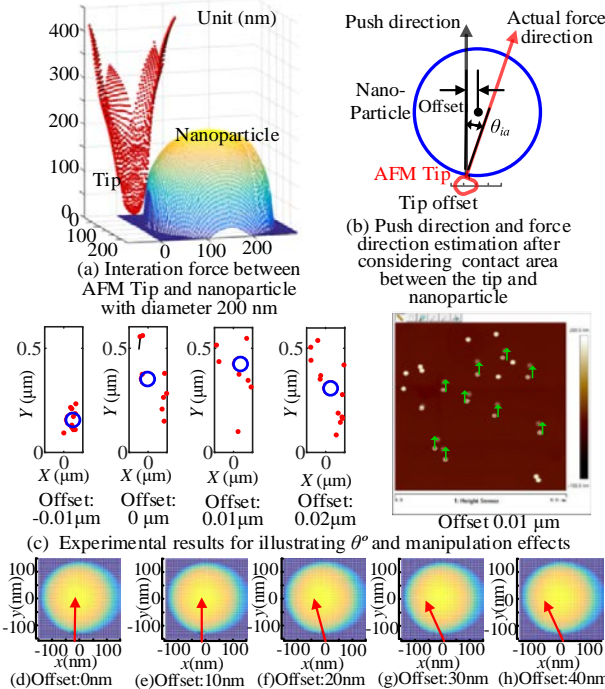 Unit (nm)
400
300
200
100
0
Nanoparticle
Tip
200
100
0
100
200
(a) Interation force between
AFM Tip and nanoparticle
with diameter 200 nm
Push direction
Actual force
direction
Nano-
Particle
Offset
θia
AFM Tip
Tip offset
(b) Push direction and force
direction estimation after
considering contact area
between the tip and
nanoparticle
0.5
0.5
0.5
0.5
Y (μm)
Y (μm)
Y (μm)
Y (μm)
0
0
0
0
0
0
0
0
X (μm)
X (μm)
X (μm)
X (μm)
Offset:
-0.01μm
Offset:
0 μm
Offset:
0.01μm
Offset:
0.02μm
1: Height Sensor
Offset 0.01 μm
(c) Experimental results for illustrating θº and manipulation effects
100
0
-100
y(nm)
-100 0 100
x(nm)
(d)Offset:0nm
100
0
-100
y(nm)
-100 0 100
x(nm)
(e)Offset:10nm
100
0
-100
y(nm)
-100 0 100
x(nm)
(f)Offset:20nm
100
0
-100
y(nm)
-100 0 100
x(nm)
(g)Offset:30nm
100
0
-100
y(nm)
-100 0 100
x(nm)
(h)Offset:40nm